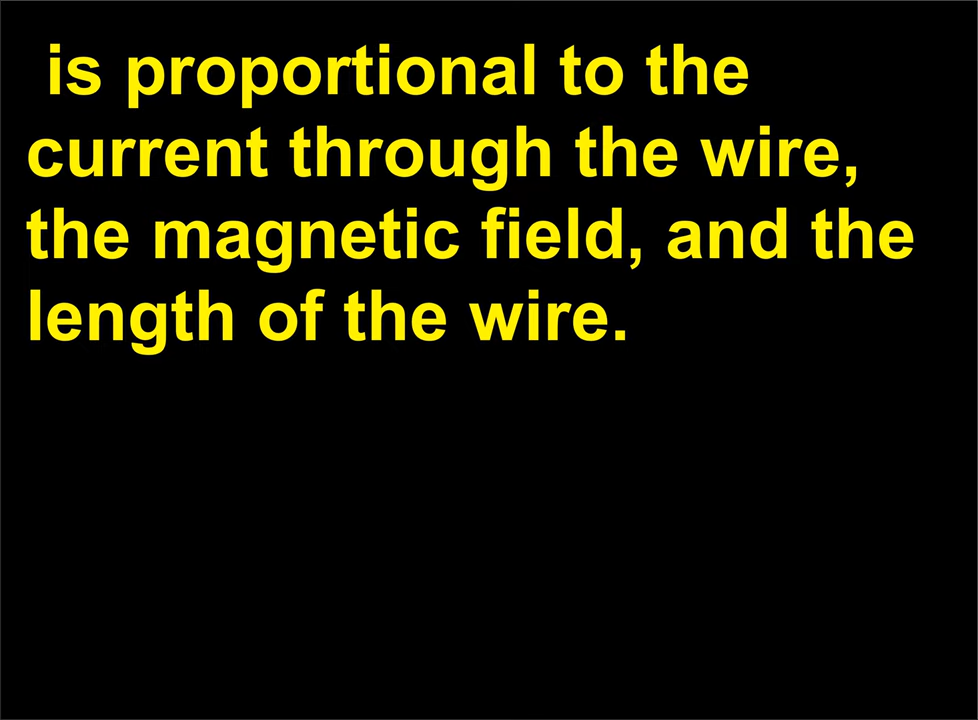 is proportional to the
current through the wire,
the magnetic field, and the
length of the wire.